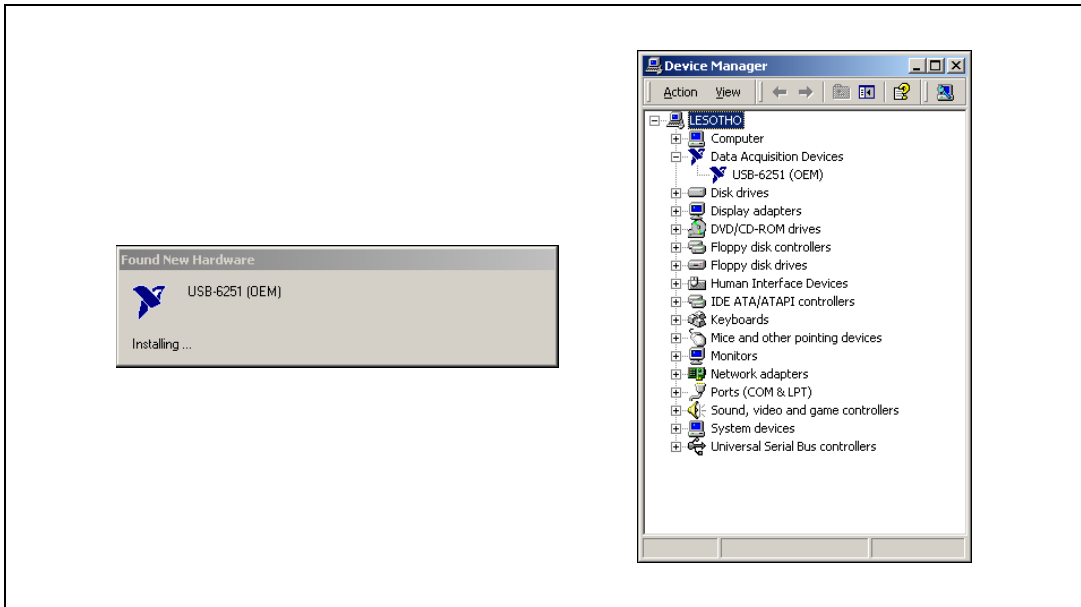 Found New Hardware
USB-6251 (OEM)
Installing ...
Device Manager
Action View
LESOTHO
Computer
Data Acquisition Devices
USB-6251 (OEM)
Disk drives
Display adapters
DVD/CD-ROM drives
Floppy disk controllers
Floppy disk drives
Human Interface Devices
IDE ATA/ATAPI controllers
Keyboards
Mice and other pointing devices
Monitors
Network adapters
Ports (COM & LPT)
Sound, video and game controllers
System devices
Universal Serial Bus controllers